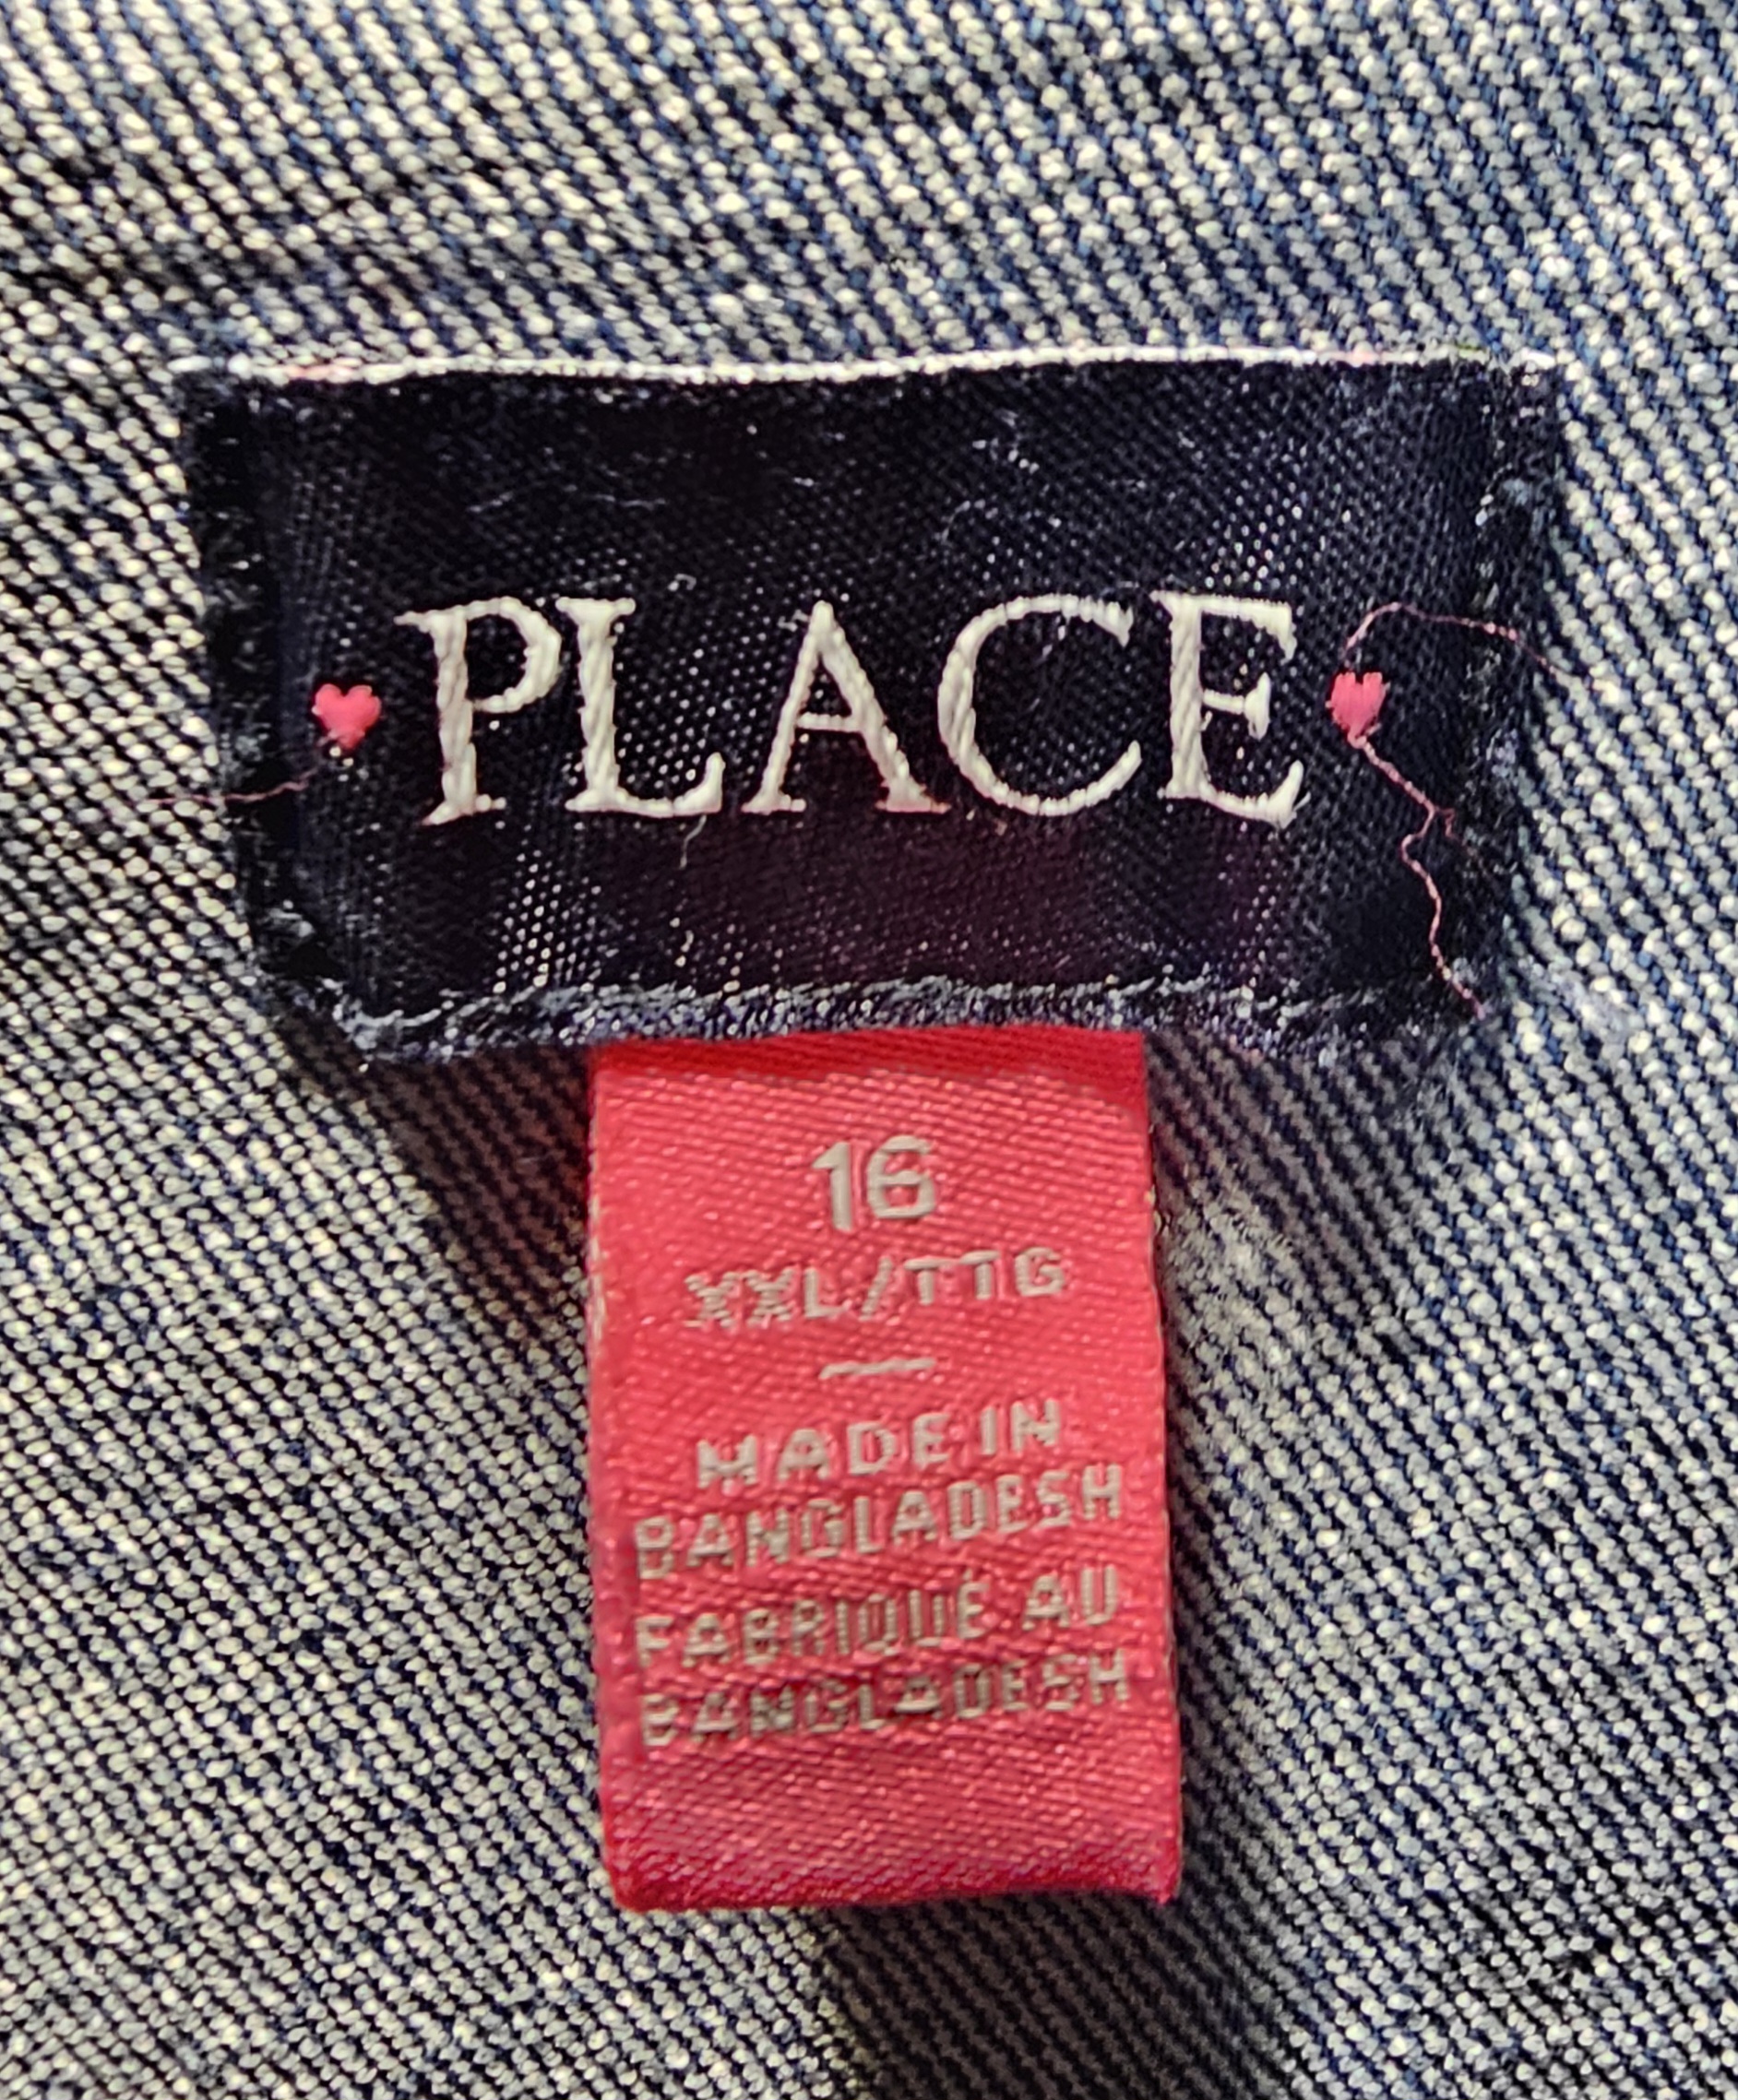 PLACE
16
XXL/TTG
MADE IN
BANGLADESH
FABRIQUÉ AU
BANGLADESH